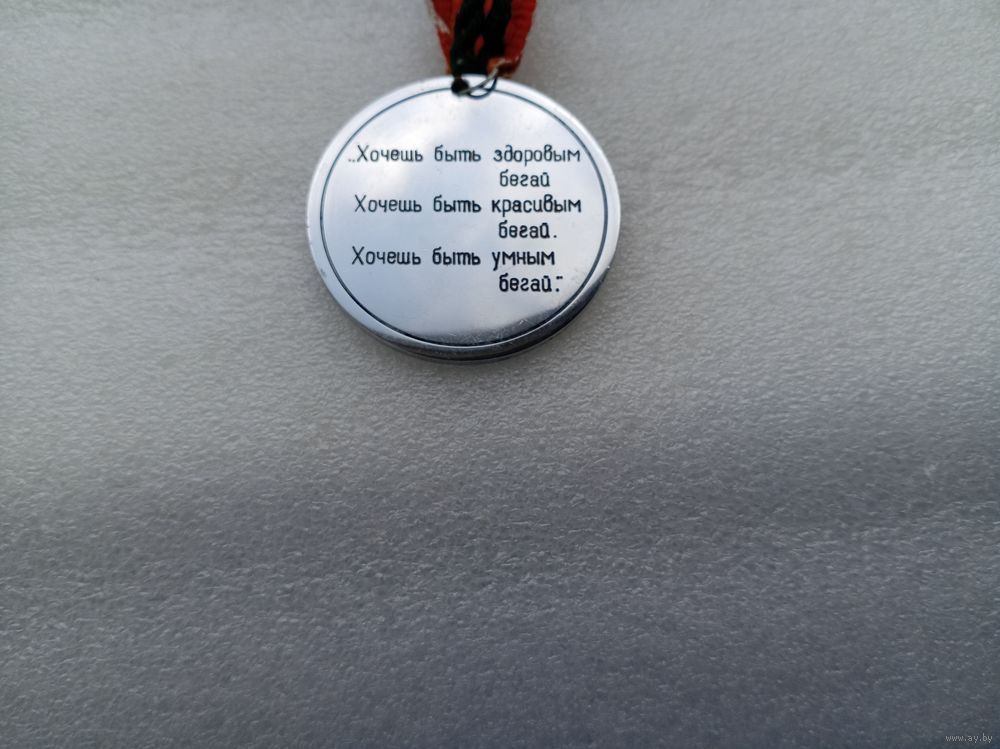 „Хочешь быть здоровым
бегай
Хочешь быть красивым
бегай.
Хочешь быть умным
бегай."
www.ay.by